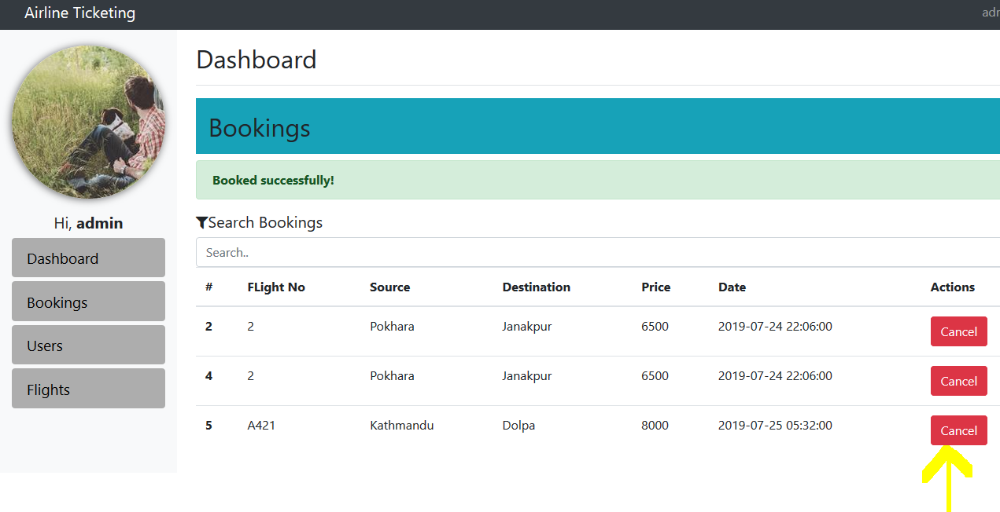 Airline Ticketing
Dashboard
Bookings
Booked successfully!
Hi, admin
Dashboard
Bookings
Users
Flights
Search Bookings
Search..
# FLight No Source Destination Price Date Actions
2 2 Pokhara Janakpur 6500 2019-07-24 22:06:00 Cancel
4 2 Pokhara Janakpur 6500 2019-07-24 22:06:00 Cancel
5 A421 Kathmandu Dolpa 8000 2019-07-25 05:32:00 Cancel